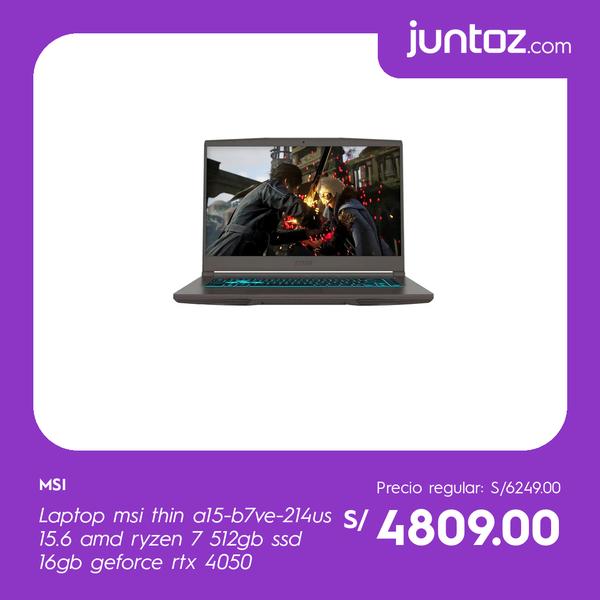 juntoz.com
MSI
Laptop msi thin a15-b7ve-214us
15.6 amd ryzen 7 512gb ssd
16gb geforce rtx 4050
Precio regular: S/6249.00
S/ 4809.00